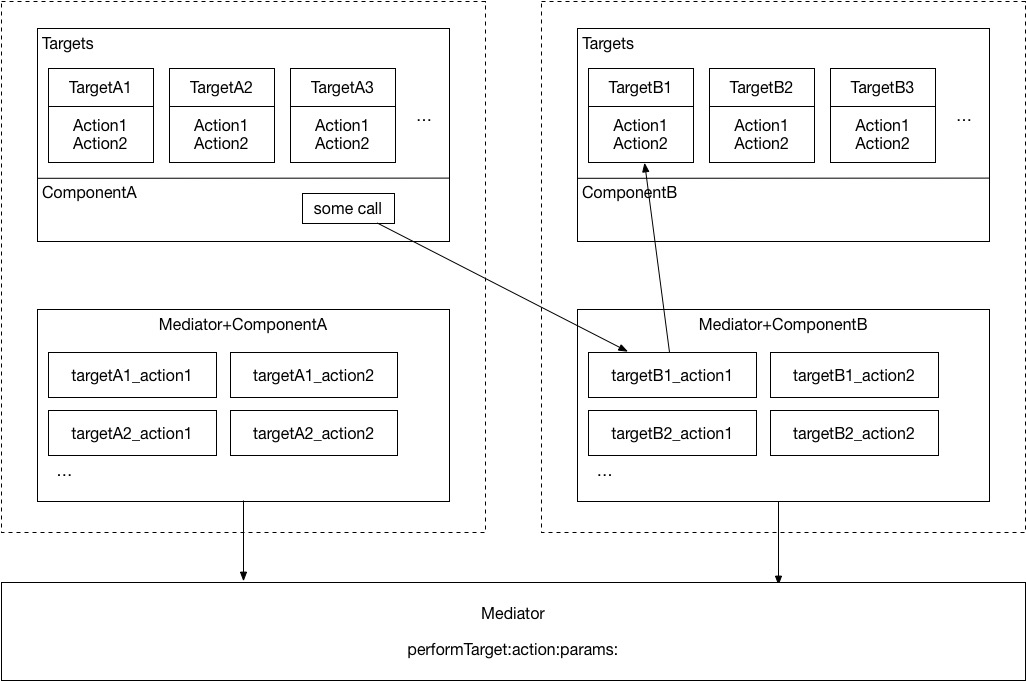 Targets
TargetA1
TargetA2
TargetA3
Action1
Action2
Action1
Action2
Action1
Action2
...
ComponentA
some call
Mediator+ComponentA
targetA1_action1
targetA1_action2
targetA2_action1
targetA2_action2
...
Targets
TargetB1
TargetB2
TargetB3
Action1
Action2
Action1
Action2
Action1
Action2
...
ComponentB
Mediator+ComponentB
targetB1_action1
targetB1_action2
targetB2_action1
targetB2_action2
...
Mediator
performTarget:action:params: